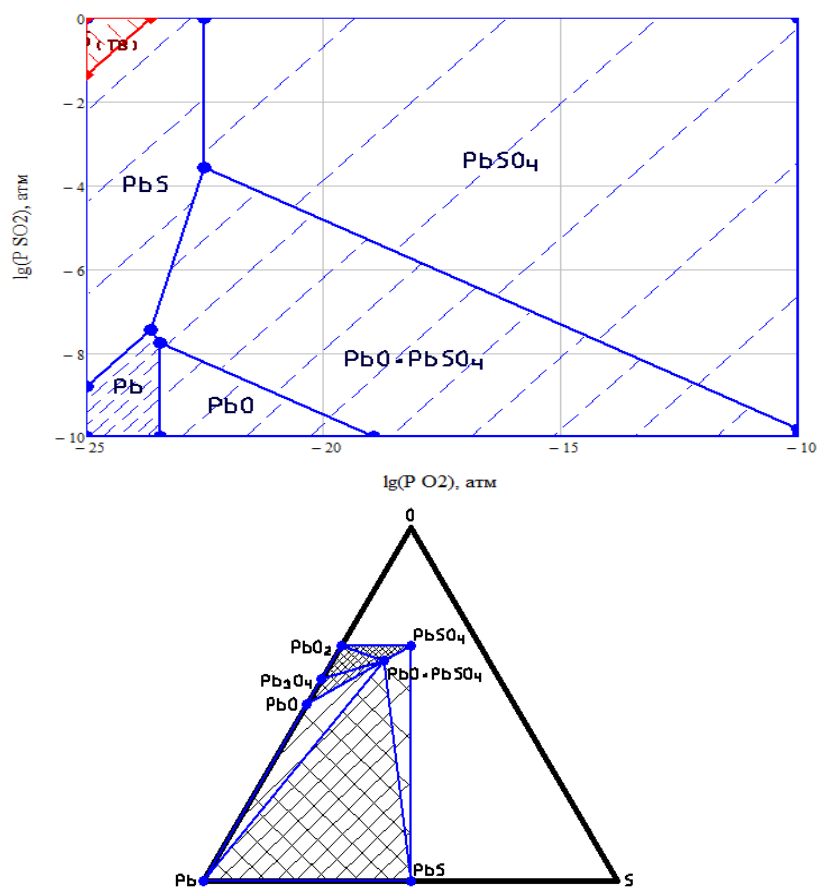 0
(ТВ)
−2
PbS
PbSO4
−4
lg(P SO2), атм
−6
−8
Pb
PbO
PbO•PbSO4
−10
−25
−20
−15
−10
lg(P O2), атм
O
PbO2
PbSO4
Pb3O4
PbO•PbSO4
PbO
Pb
PbS
S